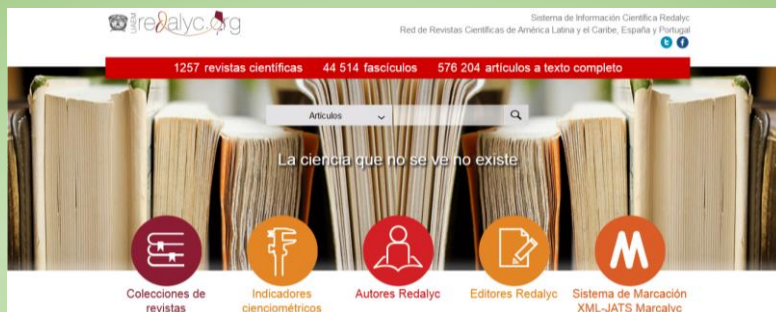 UAEM
redalyc.org
Sistema de Información Científica Redalyc
Red de Revistas Científicas de América Latina y el Caribe, España y Portugal
1257 revistas científicas 44 514 fascículos 576 204 artículos a texto completo
Artículos
La ciencia que no se ve no existe
Colecciones de revistas
Indicadores cienciométricos
Autores Redalyc
Editores Redalyc
Sistema de Marcación XML-JATS Marcalyc